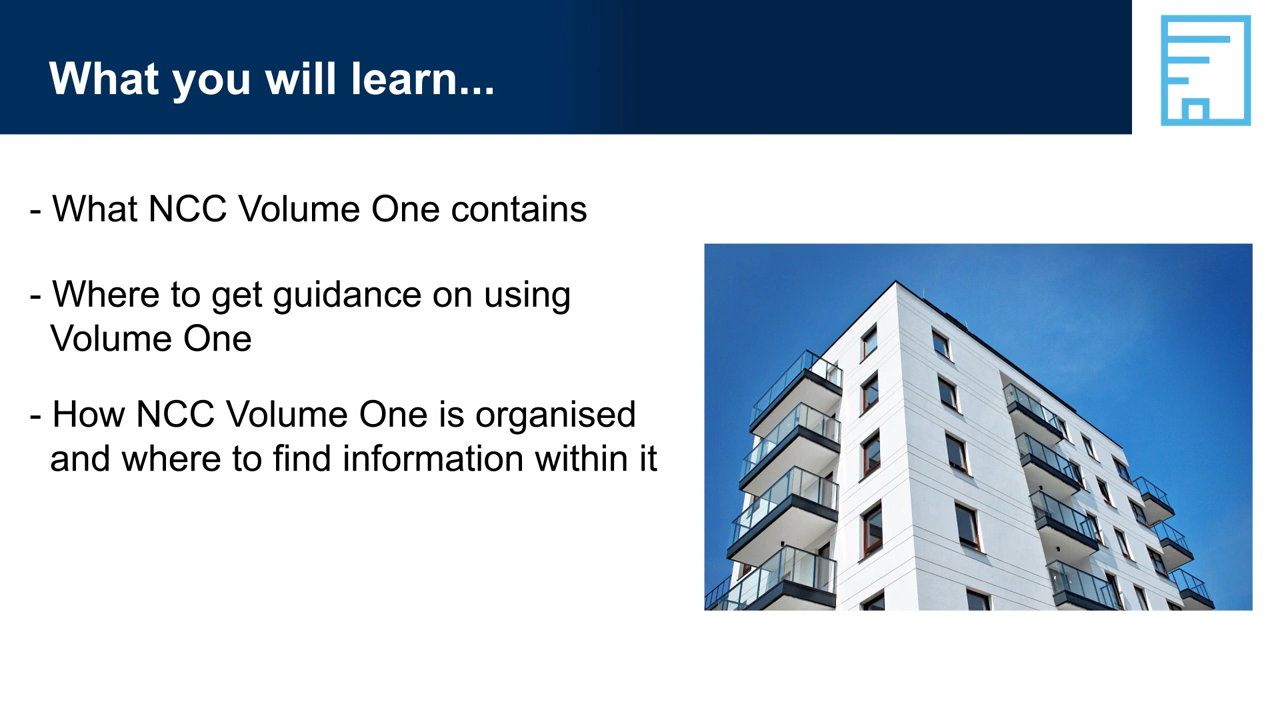 What you will learn...
- What NCC Volume One contains
- Where to get guidance on using
Volume One
- How NCC Volume One is organised
and where to find information within it